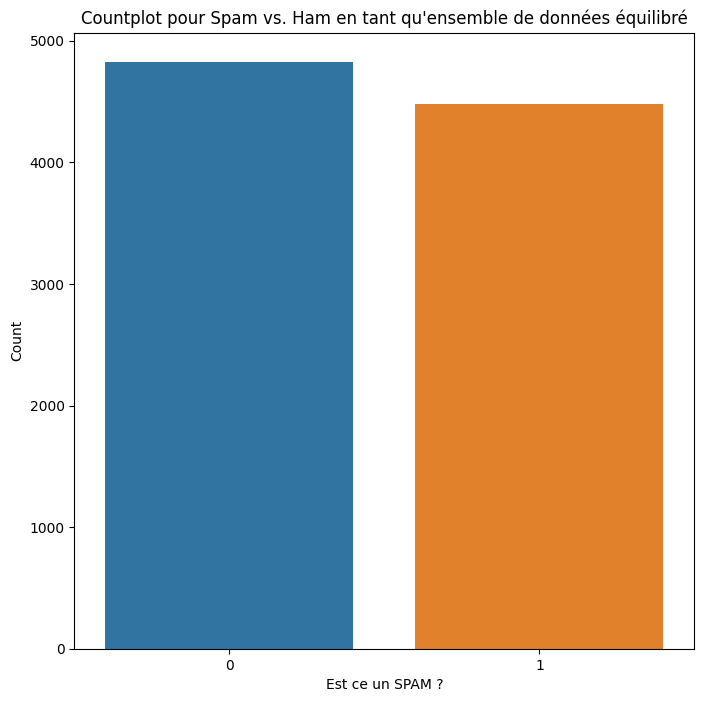 Countplot pour Spam vs. Ham en tant qu'ensemble de données équilibré
5000
4000
3000
2000
1000
0
Count
0 1
Est ce un SPAM ?